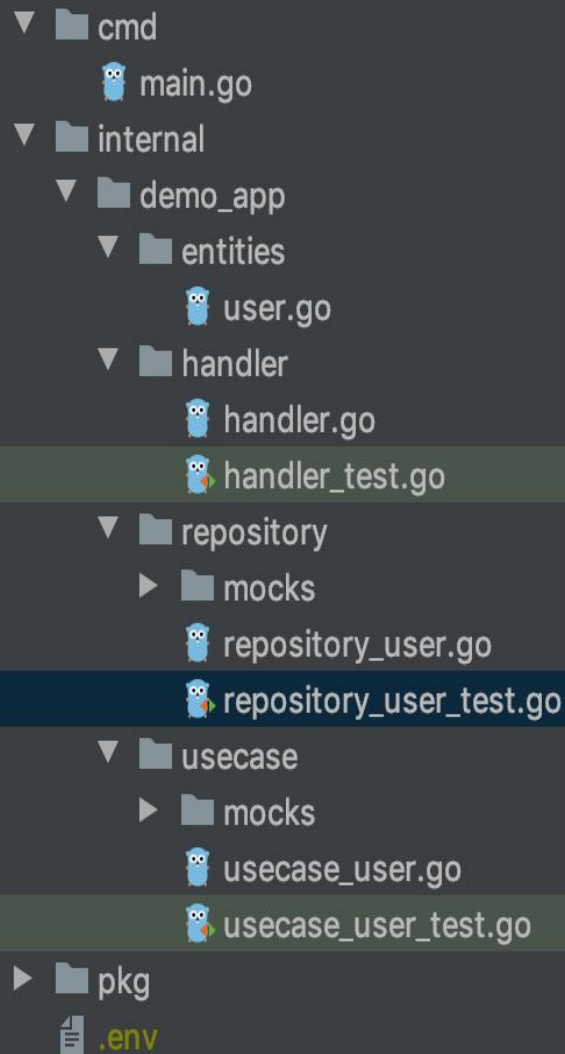 cmd
main.go
internal
demo_app
entities
user.go
handler
handler.go
handler_test.go
repository
mocks
repository_user.go
repository_user_test.go
usecase
mocks
usecase_user.go
usecase_user_test.go
pkg
.env